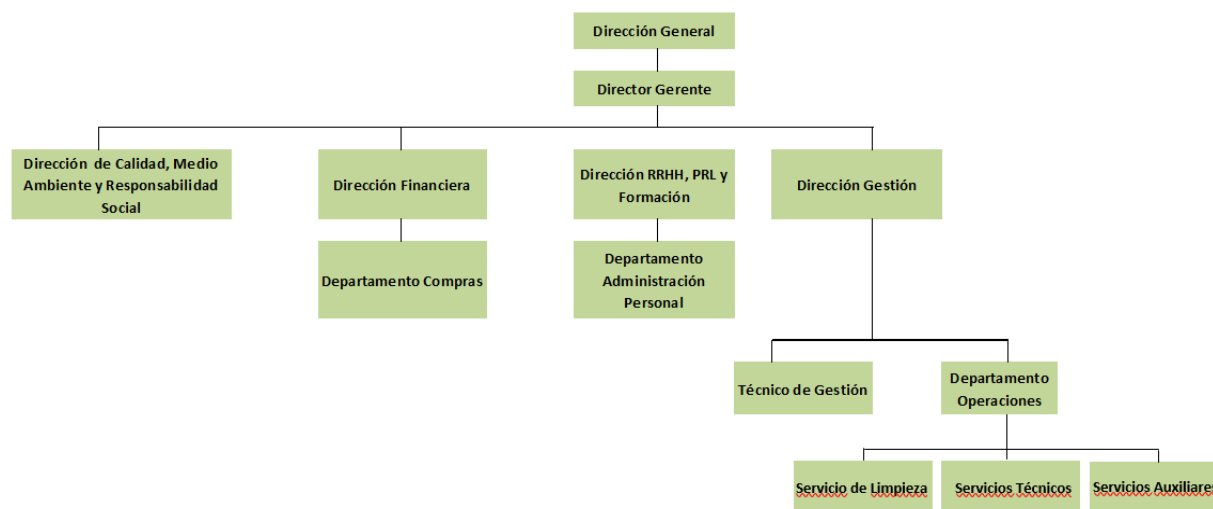 Dirección General
Director Gerente
Dirección de Calidad, Medio
Ambiente y Responsabilidad
Social
Dirección Financiera
Dirección RRHH, PRL y
Formación
Dirección Gestión
Departamento Compras
Departamento
Administración
Personal
Técnico de Gestión
Departamento
Operaciones
Servicio de Limpieza
Servicios Técnicos
Servicios Auxiliares